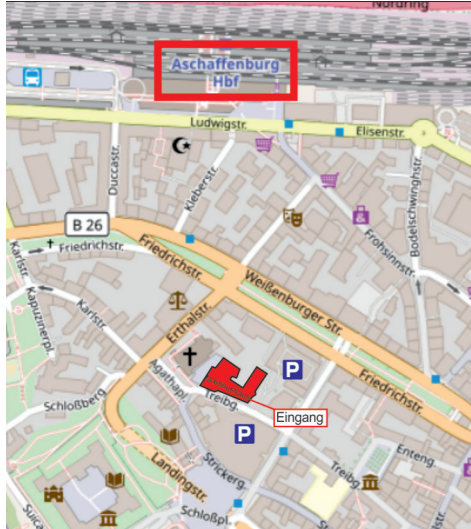 Nordring
Aschaffenburg
Hbf
Ludwigstr.
Elisenstr.
Duccastr.
Kleberstr.
Bodelschwinghstr.
Frohsinnstr.
B 26
Friedrichstr.
Friedrichstr.
Weißenburger Str.
Karlstr.
Kapuzinerpl.
Karlstr.
Erthalstr.
Friedrichstr.
Agathapl.
Treibg.
P
Eingang
Schloßberg
P
Landingstr.
Strickerg.
Treibg.
Enteng.
Schloßpl.